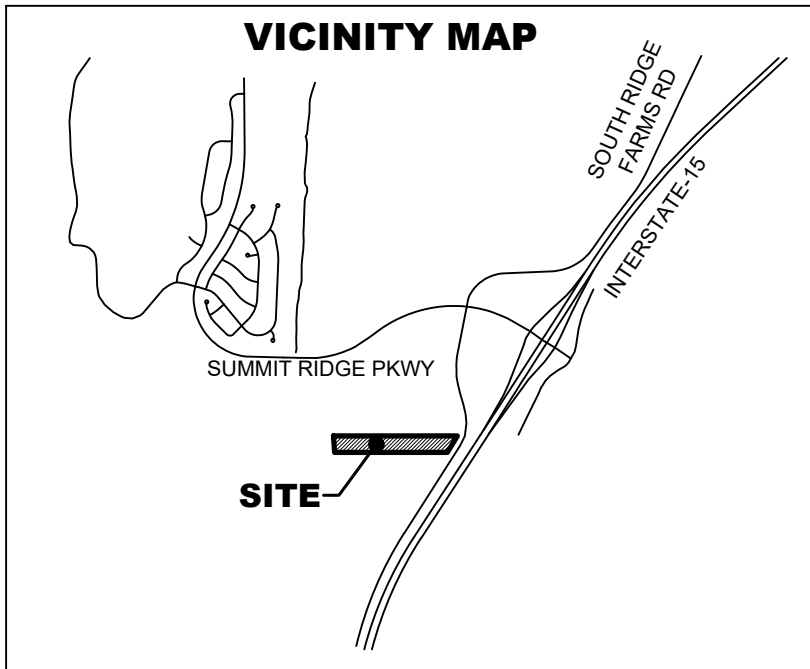 VICINITY MAP
SOUTH RIDGE
FARMS RD
INTERSTATE-15
SUMMIT RIDGE PKWY
SITE